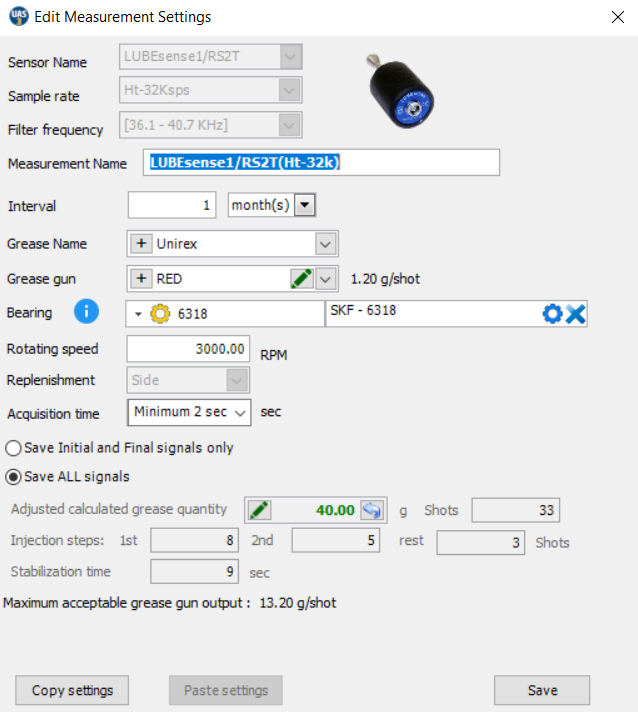 UAS 3 Edit Measurement Settings
Sensor Name LUBEsense1/RS2T
Sample rate Ht-32Ksps
Filter frequency [36.1 - 40.7 KHz]
Measurement Name LUBEsense1/RS2T(Ht-32k)
Interval 1 month(s)
Grease Name + Unirex
Grease gun + RED 1.20 g/shot
Bearing i 6318 SKF - 6318
Rotating speed 3000.00 RPM
Replenishment Side
Acquisition time Minimum 2 sec sec
Save Initial and Final signals only
Save ALL signals
Adjusted calculated grease quantity 40.00 g Shots 33
Injection steps: 1st 8 2nd 5 rest 3 Shots
Stabilization time 9 sec
Maximum acceptable grease gun output : 13.20 g/shot
Copy settings Paste settings Save